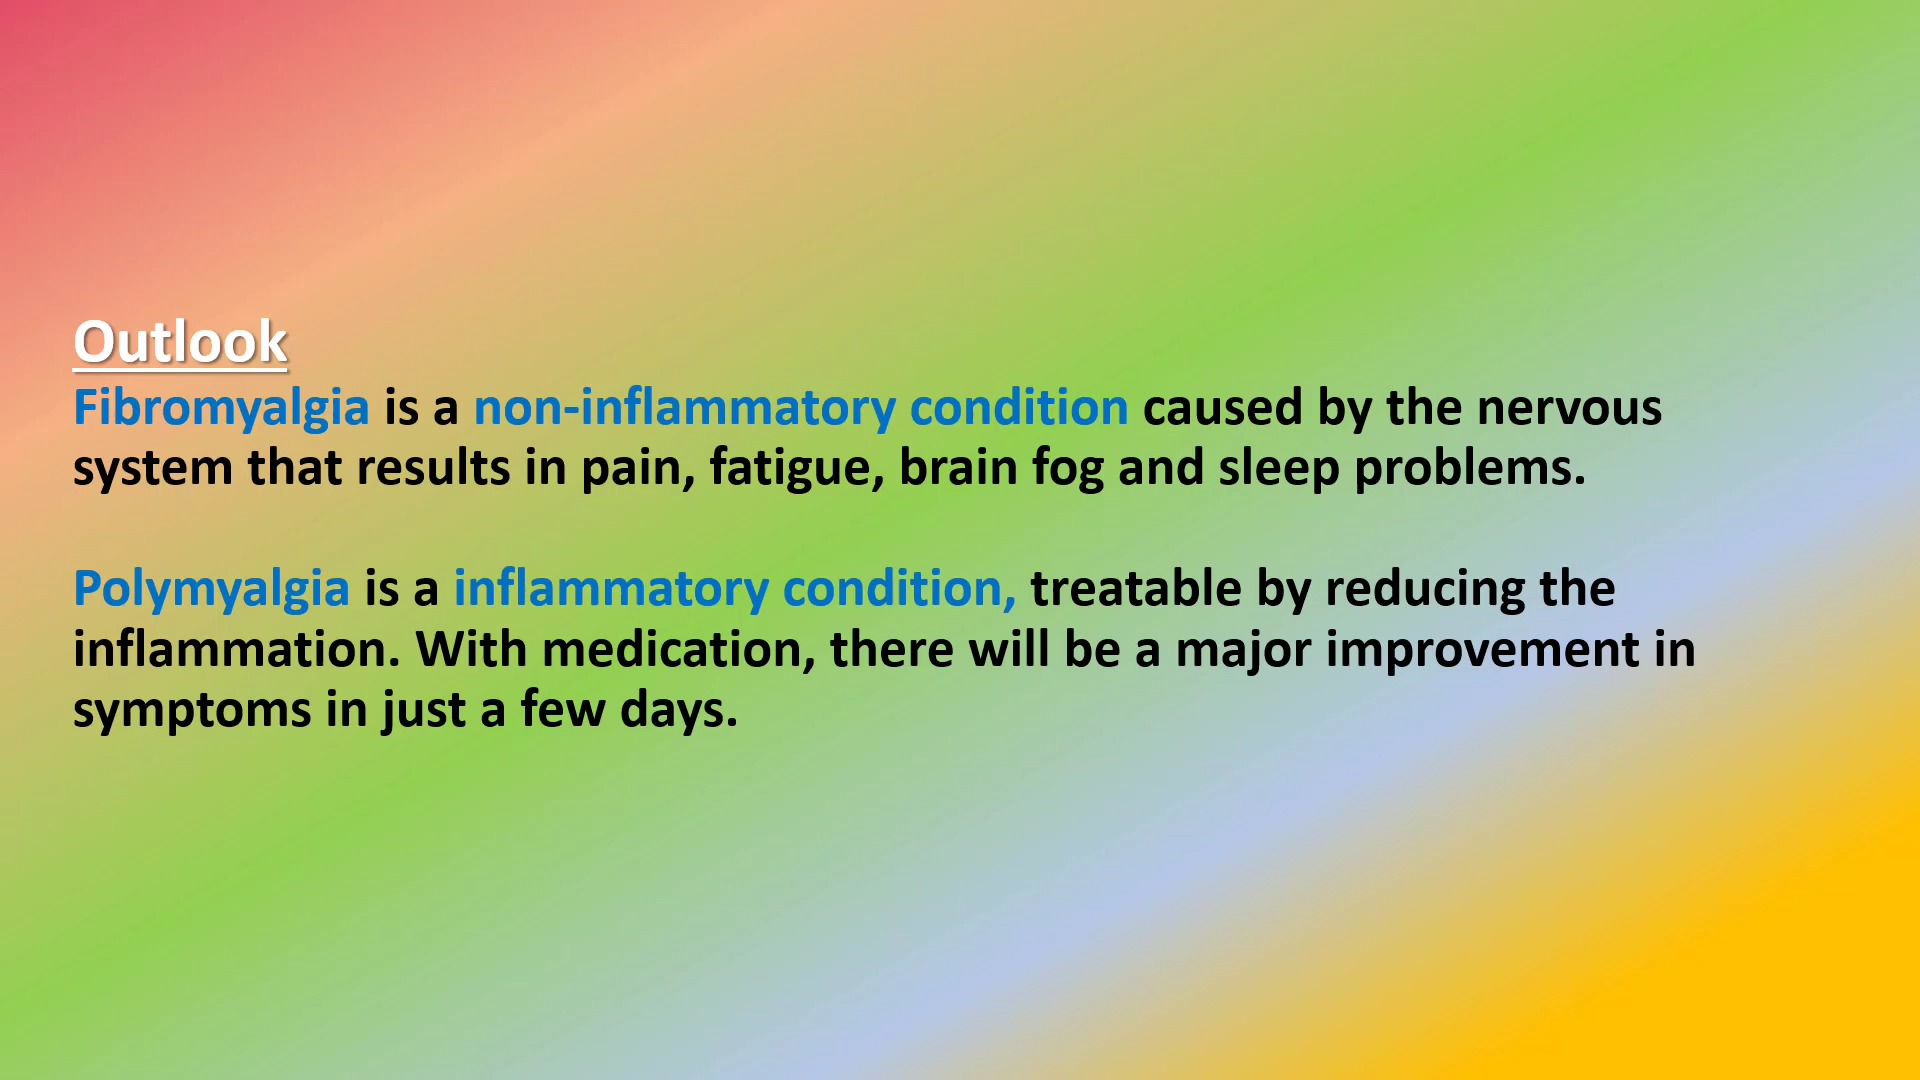 Outlook
Fibromyalgia is a non-inflammatory condition caused by the nervous
system that results in pain, fatigue, brain fog and sleep problems.
Polymyalgia is a inflammatory condition, treatable by reducing the
inflammation. With medication, there will be a major improvement in
symptoms in just a few days.